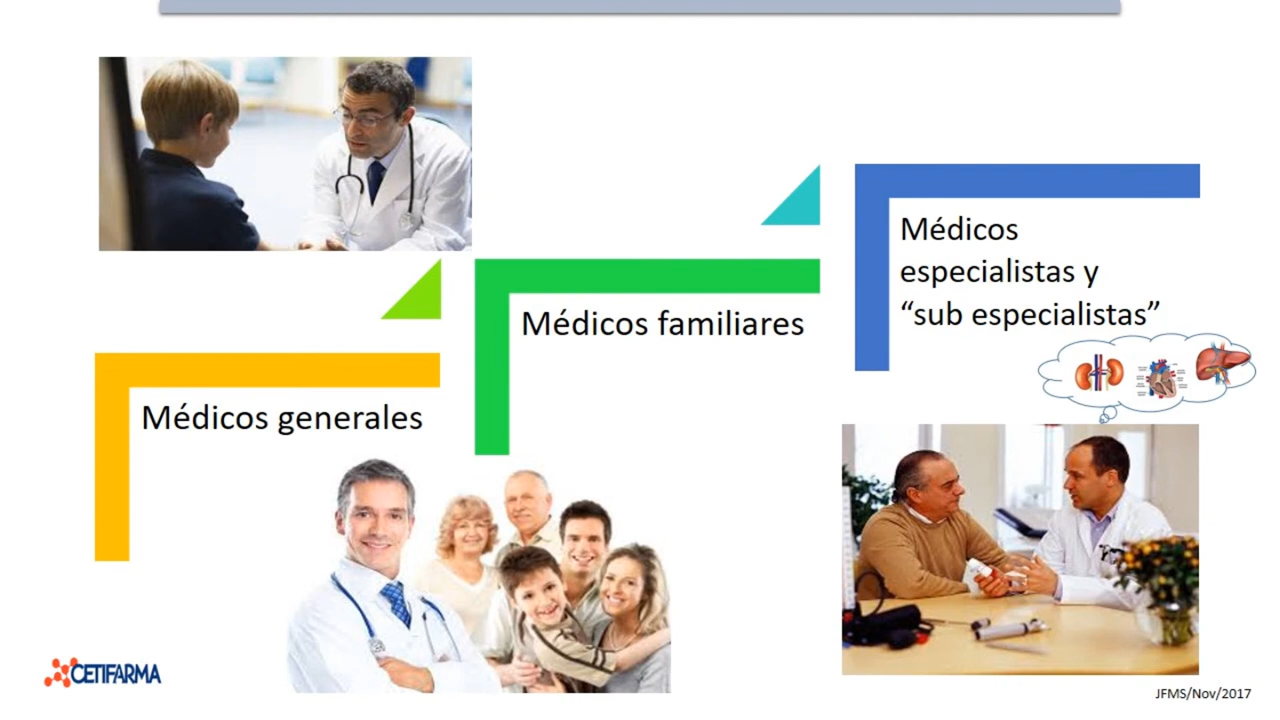 Médicos generales
Médicos familiares
Médicos
especialistas y
“sub especialistas”
CETIFARMA
JFMS/Nov/2017